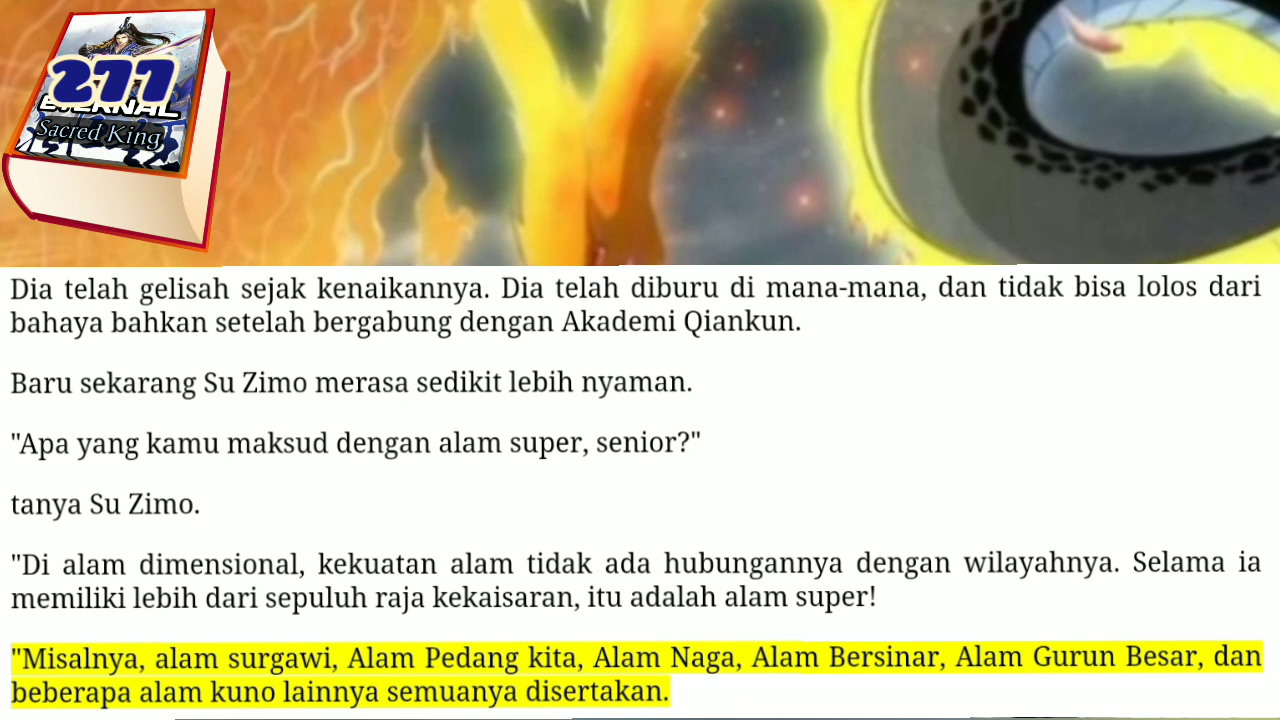 277
ETERNAL
Sacred King
Dia telah gelisah sejak kenaikannya. Dia telah diburu di mana-mana, dan tidak bisa lolos dari
bahaya bahkan setelah bergabung dengan Akademi Qiankun.
Baru sekarang Su Zimo merasa sedikit lebih nyaman.
"Apa yang kamu maksud dengan alam super, senior?"
tanya Su Zimo.
"Di alam dimensional, kekuatan alam tidak ada hubungannya dengan wilayahnya. Selama ia
memiliki lebih dari sepuluh raja kekaisaran, itu adalah alam super!
"Misalnya, alam surgawi, Alam Pedang kita, Alam Naga, Alam Bersinar, Alam Gurun Besar, dan
beberapa alam kuno lainnya semuanya disertakan.